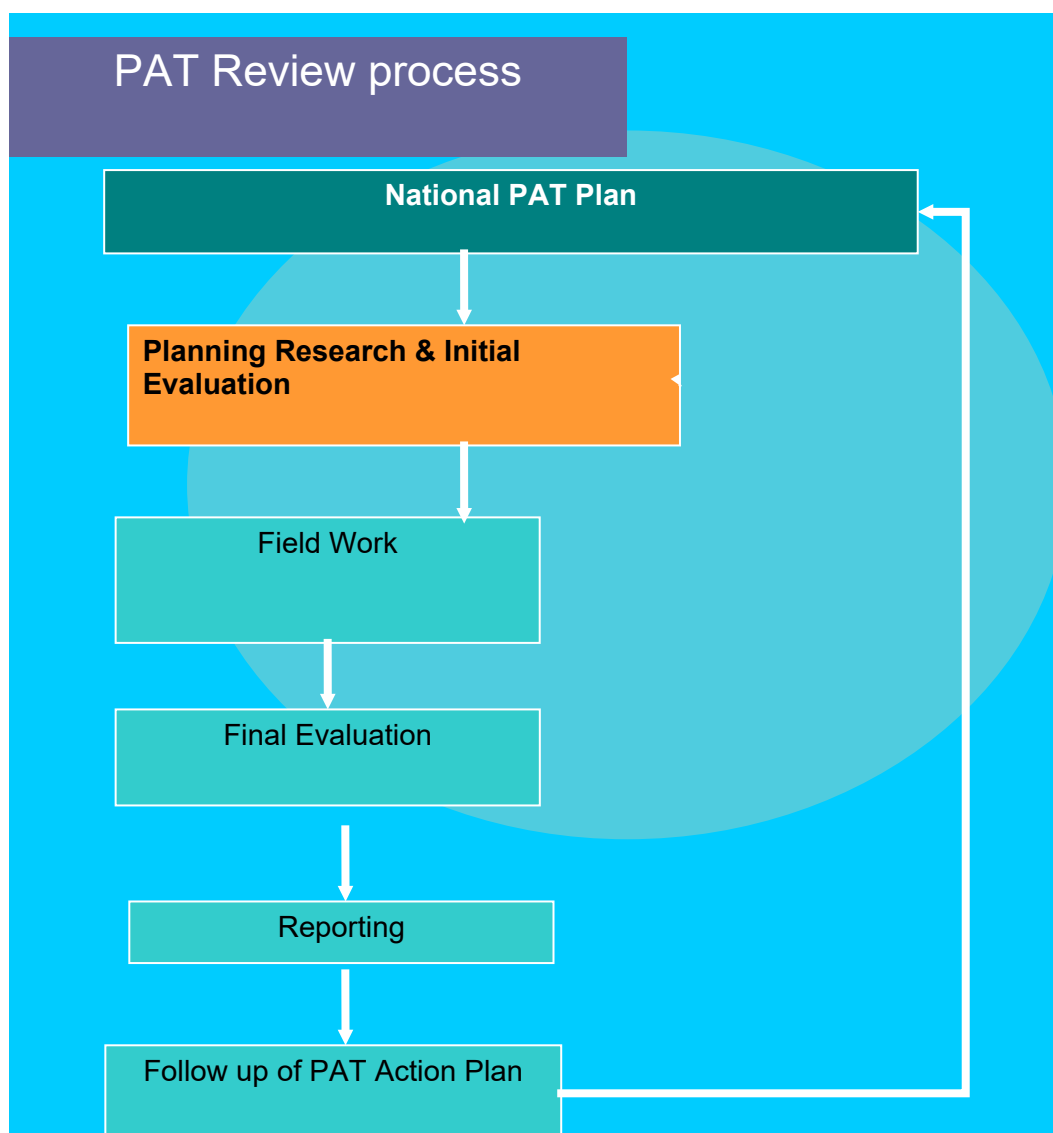 PAT Review process
National PAT Plan
Planning Research & Initial
Evaluation
Field Work
Final Evaluation
Reporting
Follow up of PAT Action Plan